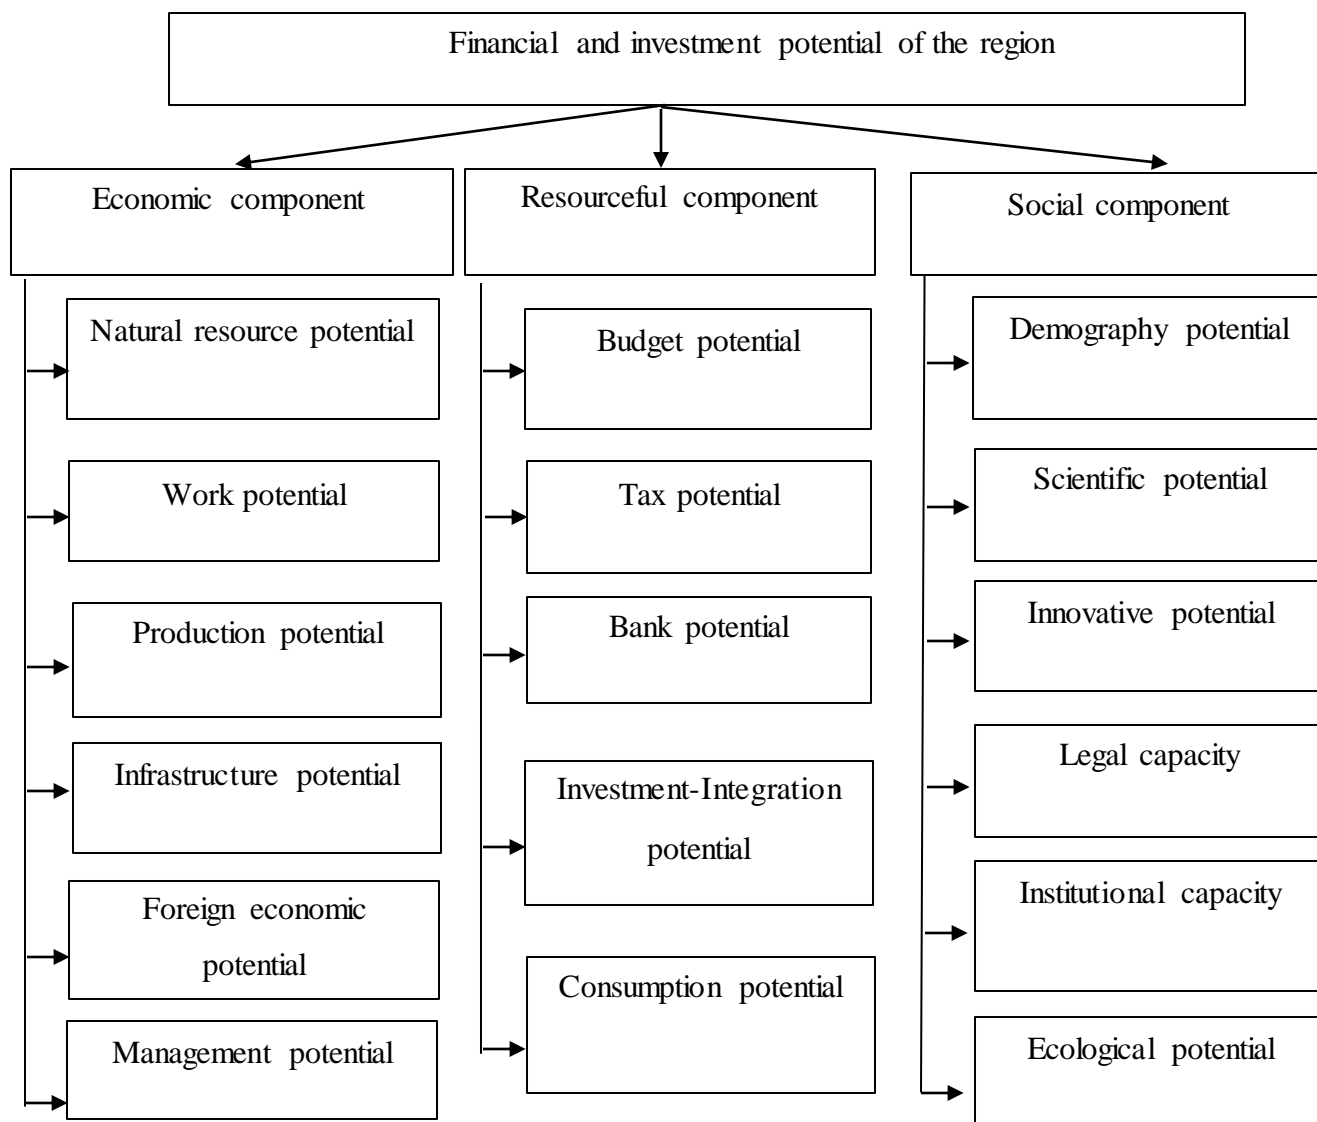 Financial and investment potential of the region
Economic component
Resourceful component
Social component
Natural resource potential
Work potential
Production potential
Infrastructure potential
Foreign economic
potential
Management potential
Budget potential
Tax potential
Bank potential
Investment-Integration
potential
Consumption potential
Demography potential
Scientific potential
Innovative potential
Legal capacity
Institutional capacity
Ecological potential